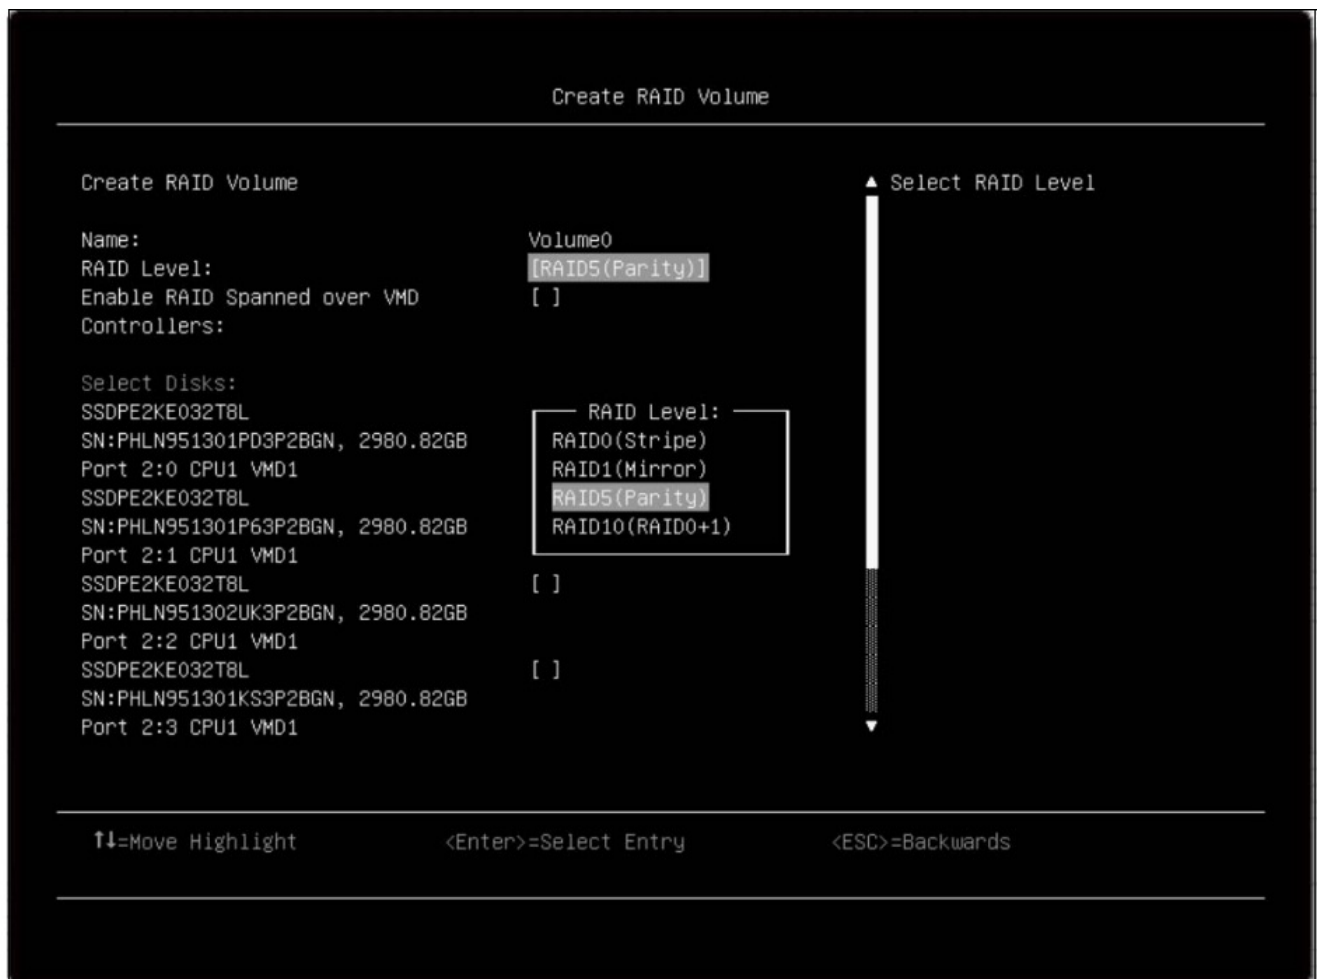 Create RAID Volume
Create RAID Volume
▲ Select RAID Level
Name: Volume0
RAID Level: [RAID5(Parity)]
Enable RAID Spanned over VMD [ ]
Controllers:
Select Disks:
SSDPE2KE032T8L
SN:PHLN951301PD3P2BGN, 2980.82GB
Port 2:0 CPU1 VMD1
SSDPE2KE032T8L
SN:PHLN951301P63P2BGN, 2980.82GB
Port 2:1 CPU1 VMD1
SSDPE2KE032T8L [ ]
SN:PHLN951302UK3P2BGN, 2980.82GB
Port 2:2 CPU1 VMD1
SSDPE2KE032T8L [ ]
SN:PHLN951301KS3P2BGN, 2980.82GB
Port 2:3 CPU1 VMD1
▼
RAID Level:
RAID0(Stripe)
RAID1(Mirror)
RAID5(Parity)
RAID10(RAID0+1)
↑↓=Move Highlight <Enter>=Select Entry <ESC>=Backwards